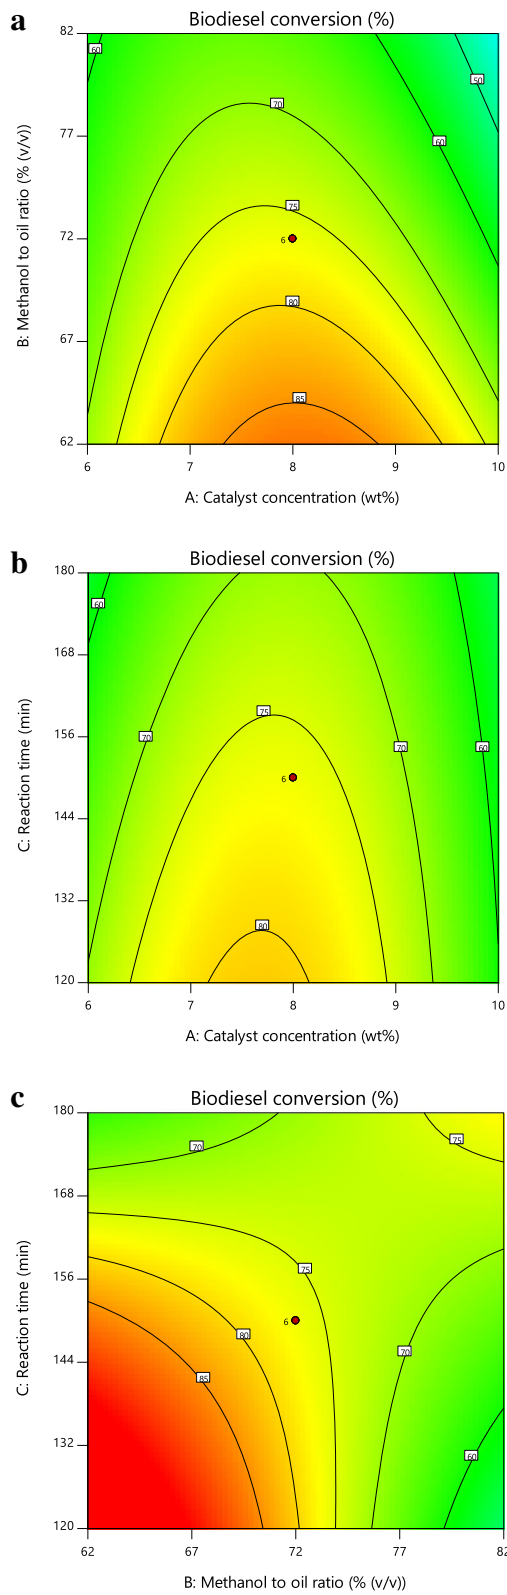 a
Biodiesel conversion (%)
82
77
72
67
62
B: Methanol to oil ratio (% (v/v))
60
50
70
60
75
6
80
85
6 7 8 9 10
A: Catalyst concentration (wt%)
b
Biodiesel conversion (%)
180
168
156
144
132
120
C: Reaction time (min)
60
75
70
70
60
6
80
6 7 8 9 10
A: Catalyst concentration (wt%)
c
Biodiesel conversion (%)
180
168
156
144
132
120
C: Reaction time (min)
75
70
75
6
80
70
85
60
62 67 72 77 82
B: Methanol to oil ratio (% (v/v))